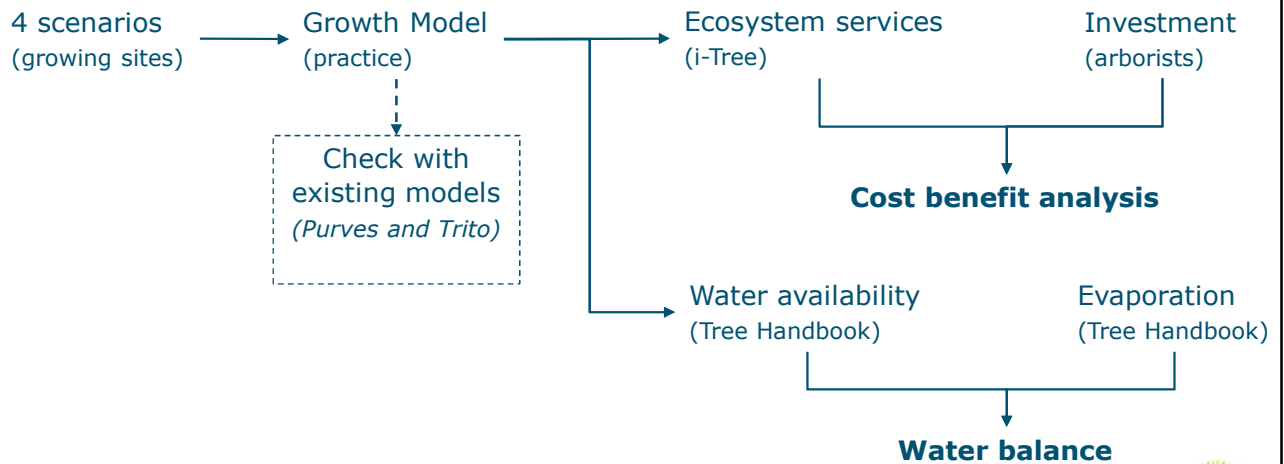 4 scenarios
(growing sites)
Growth Model
(practice)
Check with
existing models
(Purves and Trito)
Ecosystem services
(i-Tree)
Investment
(arborists)
Cost benefit analysis
Water availability
(Tree Handbook)
Evaporation
(Tree Handbook)
Water balance